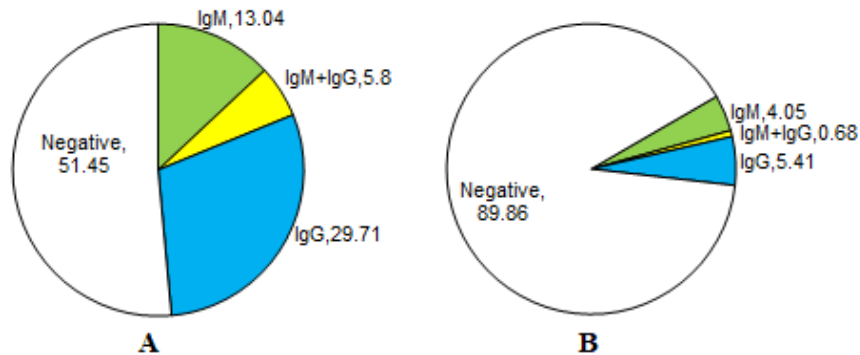 IgM,13.04
IgM+IgG,5.8
Negative,
51.45
IgG,29.71
A
IgM,4.05
IgM+IgG,0.68
IgG,5.41
Negative,
89.86
B